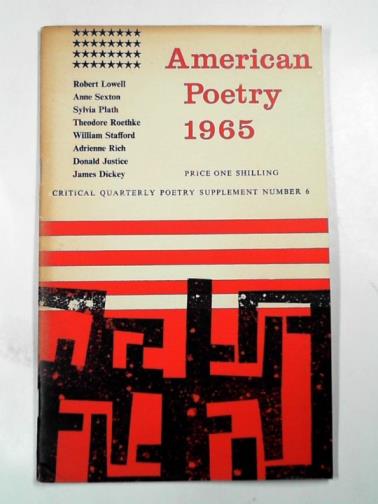 American
Poetry
1965
Robert Lowell
Anne Sexton
Sylvia Plath
Theodore Roethke
William Stafford
Adrienne Rich
Donald Justice
James Dickey
PRICE ONE SHILLING
CRITICAL QUARTERLY POETRY SUPPLEMENT NUMBER 6